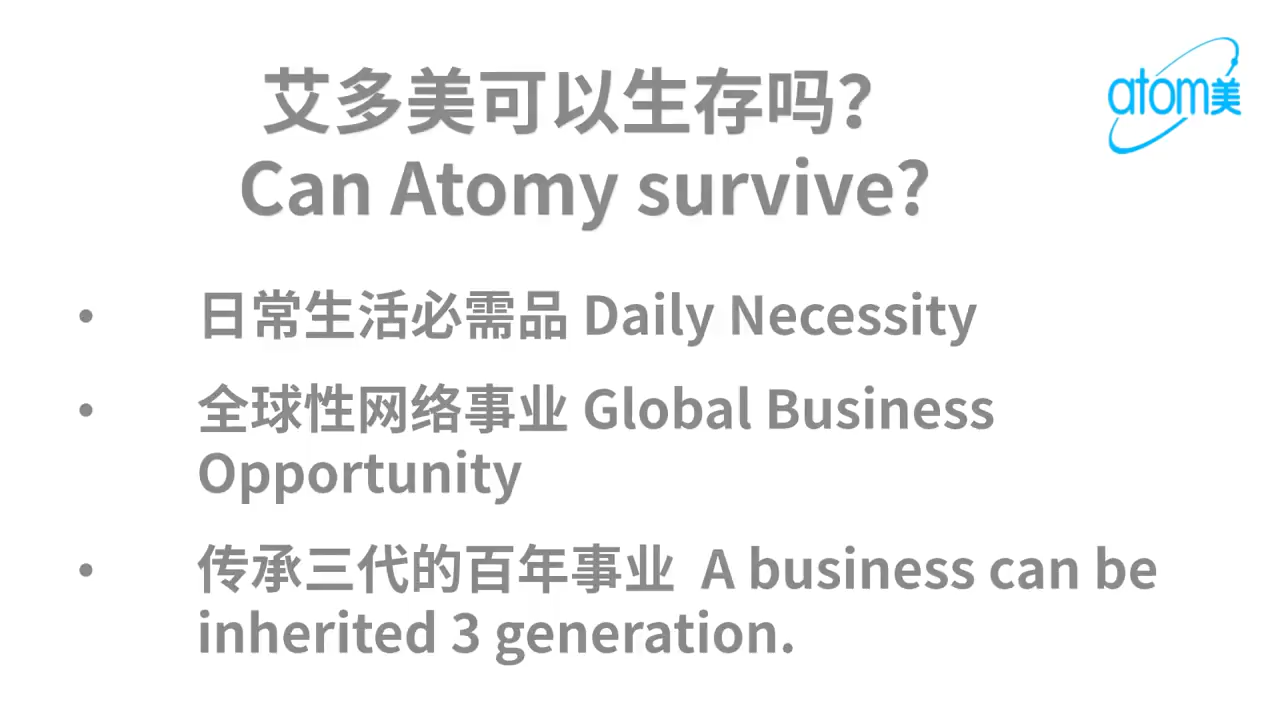 艾多美可以生存吗?
Can Atomy survive?
atom美
• 日常生活必需品 Daily Necessity
• 全球性网络事业 Global Business
Opportunity
• 传承三代的百年事业 A business can be
inherited 3 generation.